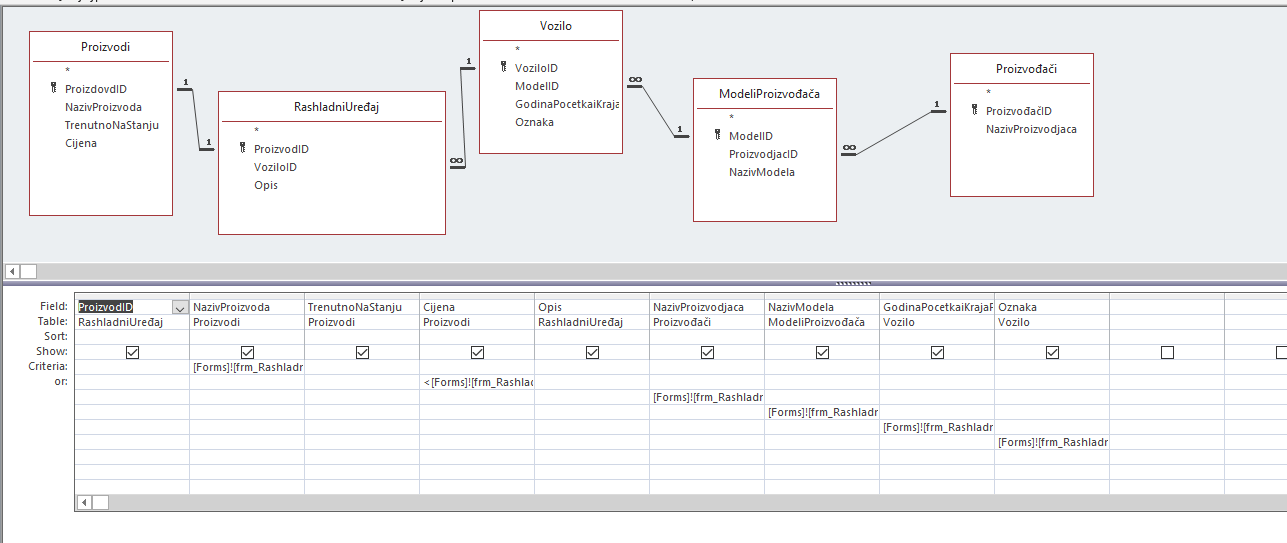 Vozilo
*
VoziloID
ModelID
GodinaPocetkaiKraja
Oznaka
Proizvodi
*
ProizdovdID
NazivProizvoda
TrenutnoNaStanju
Cijena
1
1
RashladniUređaj
*
ProizvodID
VoziloID
Opis
1
∞
∞
1
ModeliProizvođača
*
ModelID
ProizvodjacID
NazivModela
∞
1
Proizvođači
*
ProizvođačID
NazivProizvodjaca
Field: ProizvodID NazivProizvoda TrenutnoNaStanju Cijena Opis NazivProizvodjaca NazivModela GodinaPocetkaiKrajaF Oznaka
Table: RashladniUređaj Proizvodi Proizvodi Proizvodi RashladniUređaj Proizvođači ModeliProizvođača Vozilo Vozilo
Sort:
Show:
Criteria: [Forms]![frm_Rashladr
or: <[Forms]![frm_Rashlad
[Forms]![frm_Rashladr
[Forms]![frm_Rashladr
[Forms]![frm_Rashladr
[Forms]![frm_Rashladr